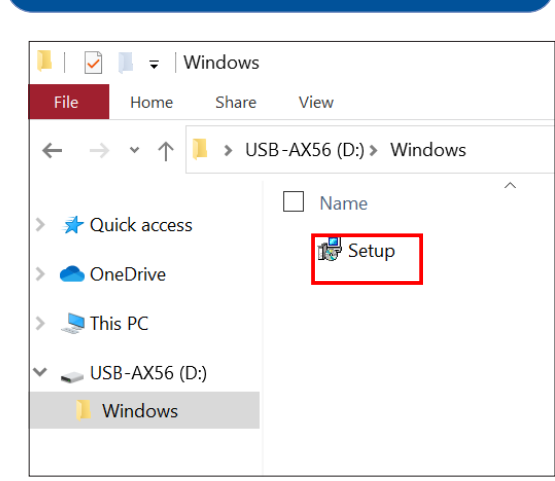 Windows
File Home Share View
USB-AX56 (D:) > Windows
Name
Setup
Quick access
OneDrive
This PC
USB-AX56 (D:)
Windows